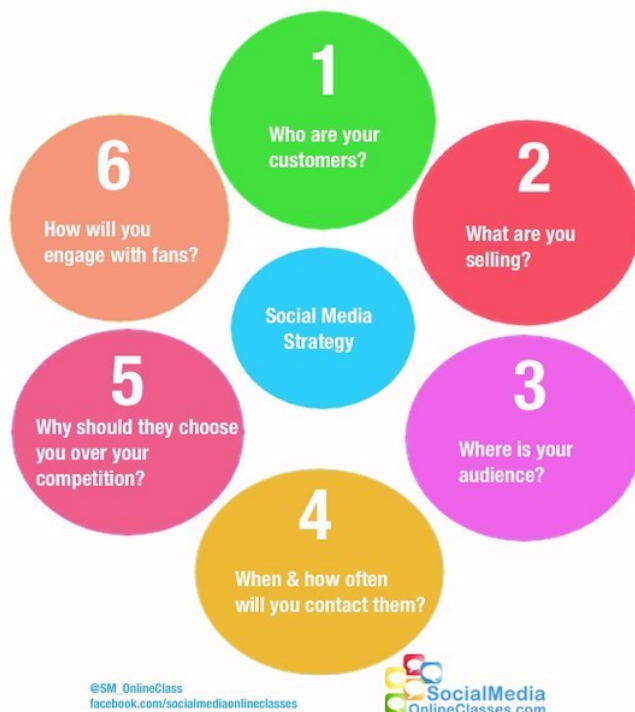 1
Who are your
customers?
2
What are you
selling?
3
Where is your
audience?
4
When & how often
will you contact them?
5
Why should they choose
you over your
competition?
6
How will you
engage with fans?
Social Media
Strategy
@SM_OnlineClass
facebook.com/socialmediaonlineclasses
SocialMedia
OnlineClasses.com